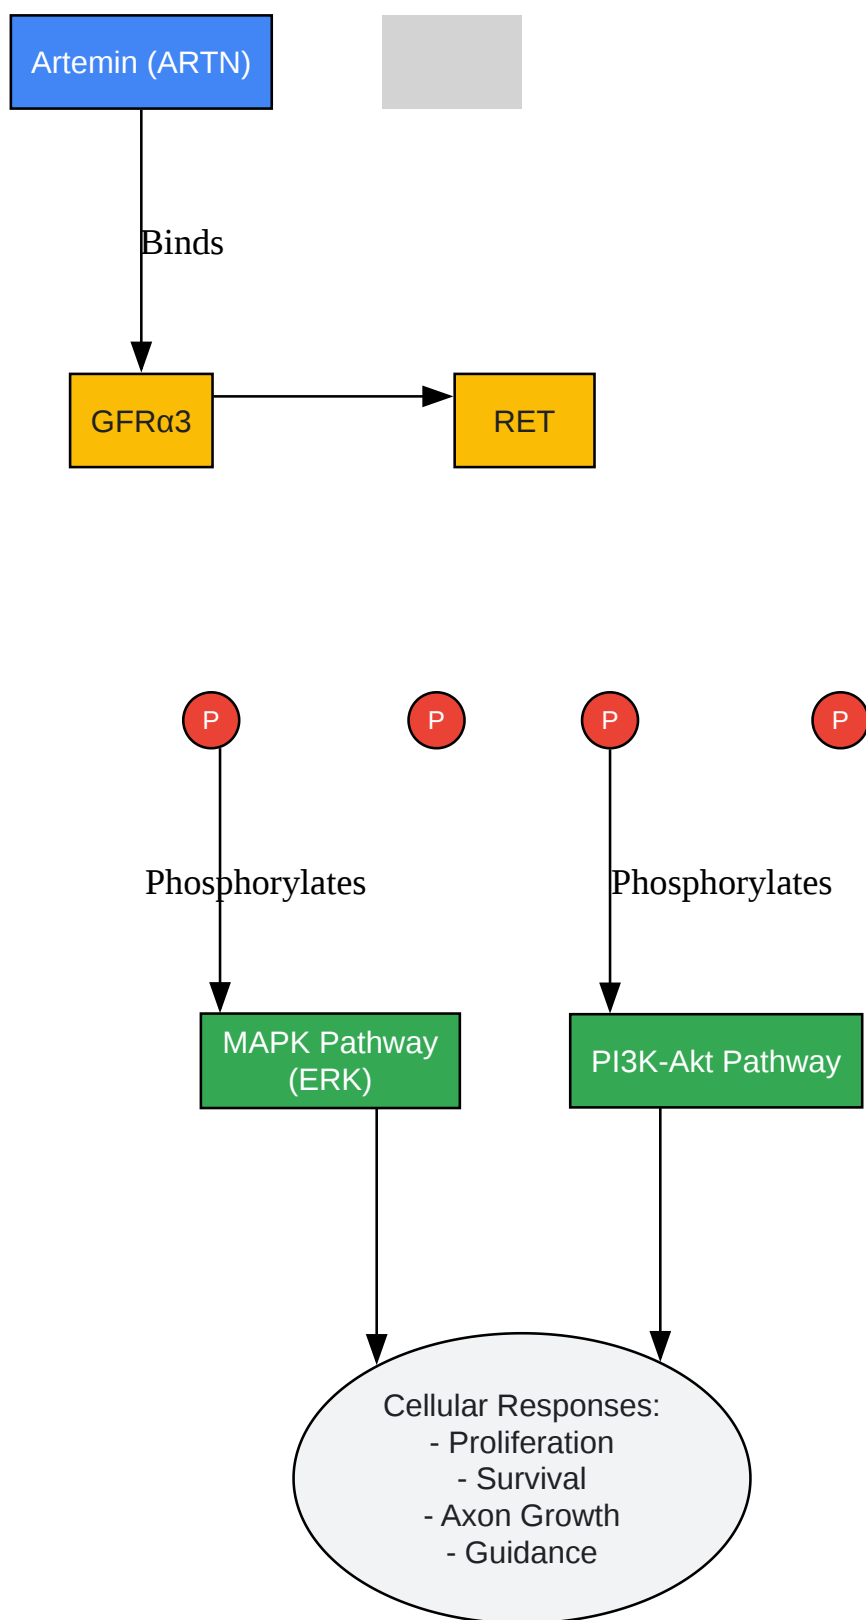 Artemin (ARTN)
Binds
GFRα3
RET
P
P
P
P
Phosphorylates
Phosphorylates
MAPK Pathway
(ERK)
PI3K-Akt Pathway
Cellular Responses:
- Proliferation
- Survival
- Axon Growth
- Guidance